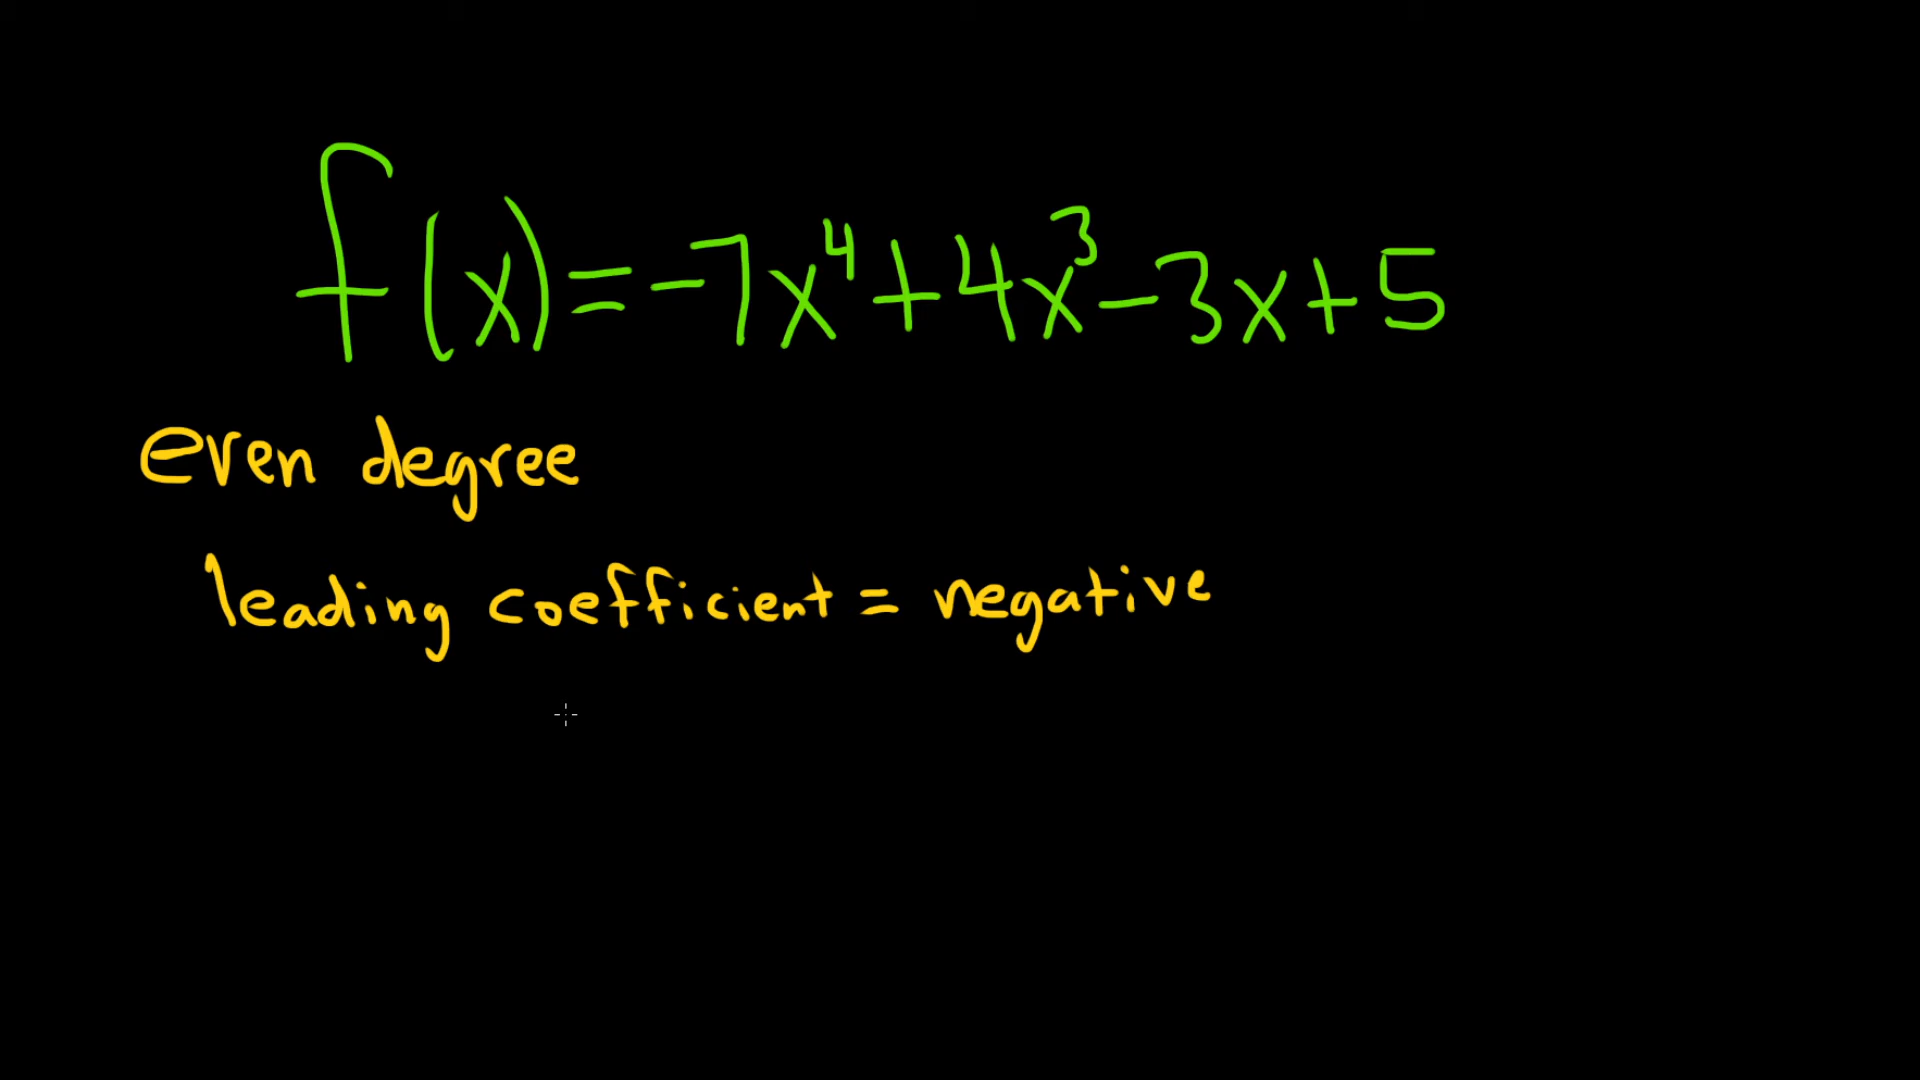 f(x)=-7x⁴+4x³-3x+5
even degree
leading coefficient = negative